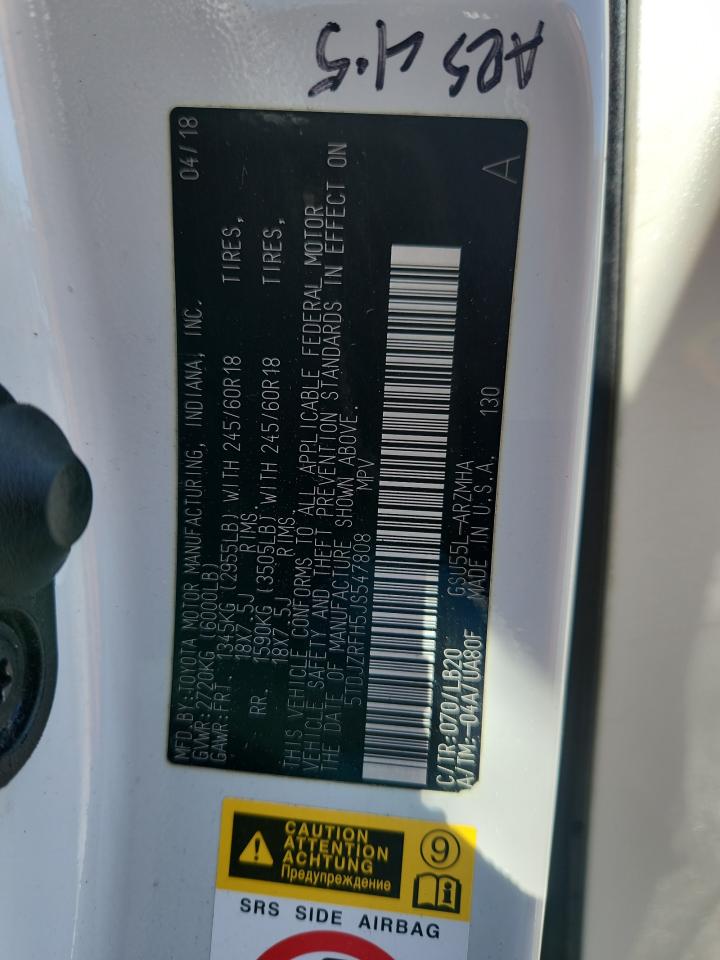 04/18
MFD.BY:TOYOTA MOTOR MANUFACTURING, INDIANA, INC.
GVWR:2720KG (6000LB)
GAWR:FRT. 1345KG (2955LB) WITH 245/60R18 TIRES,
18X7.5J RIMS.
RR. 1590KG (3505LB) WITH 245/60R18 TIRES,
18X7.5J RIMS.
THIS VEHICLE CONFORMS TO ALL APPLICABLE FEDERAL MOTOR
VEHICLE SAFETY AND THEFT PREVENTION STANDARDS IN EFFECT ON
THE DATE OF MANUFACTURE SHOWN ABOVE.
5TDJZRFH5JS547808 MPV
C/TR:070/LB20 GSU55L-ARZMHA
A/TM:-04A/UA80F MADE IN U.S.A. 130
A
CAUTION
ATTENTION
ACHTUNG
Предупреждение
9
SRS SIDE AIRBAG